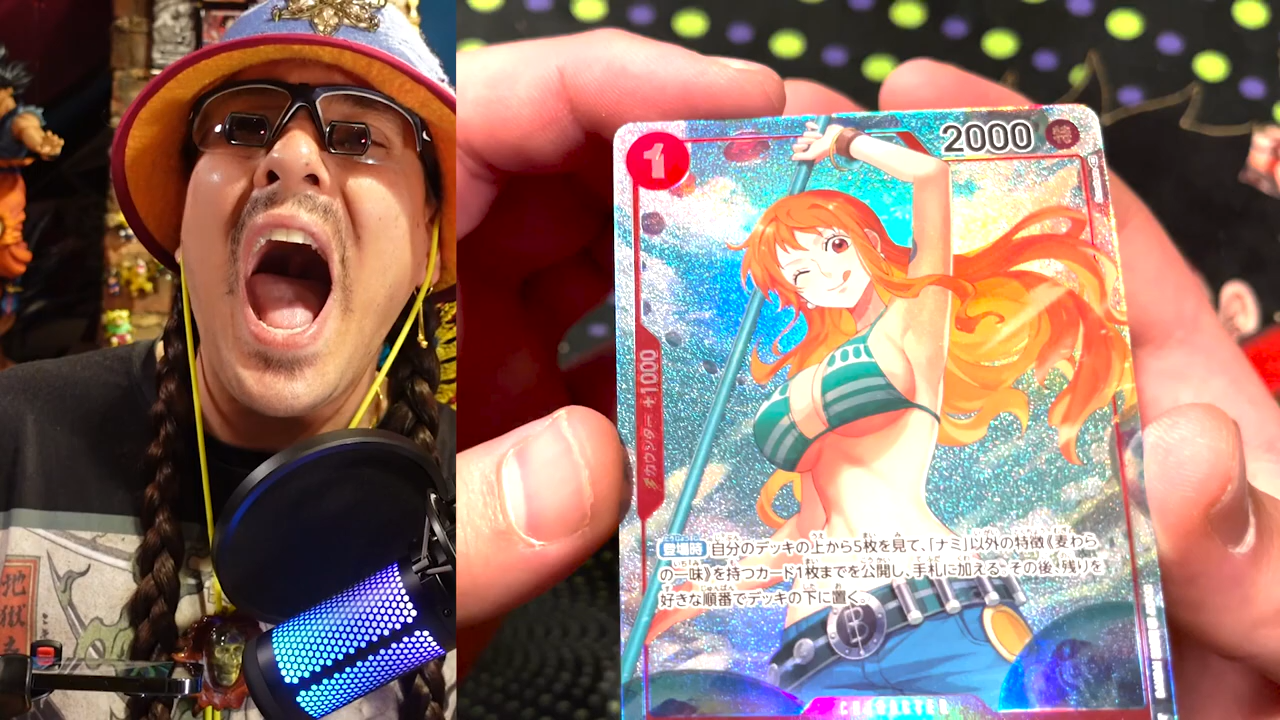 1
2000
特
カウンター +1000
登場時 自分のデッキの上から5枚を見て、「ナミ」以外の特徴《麦わら
の一味》を持つカード1枚までを公開し、手札に加える。その後、残りを
好きな順番でデッキの下に置く。
B
CHARACTER
地獄之